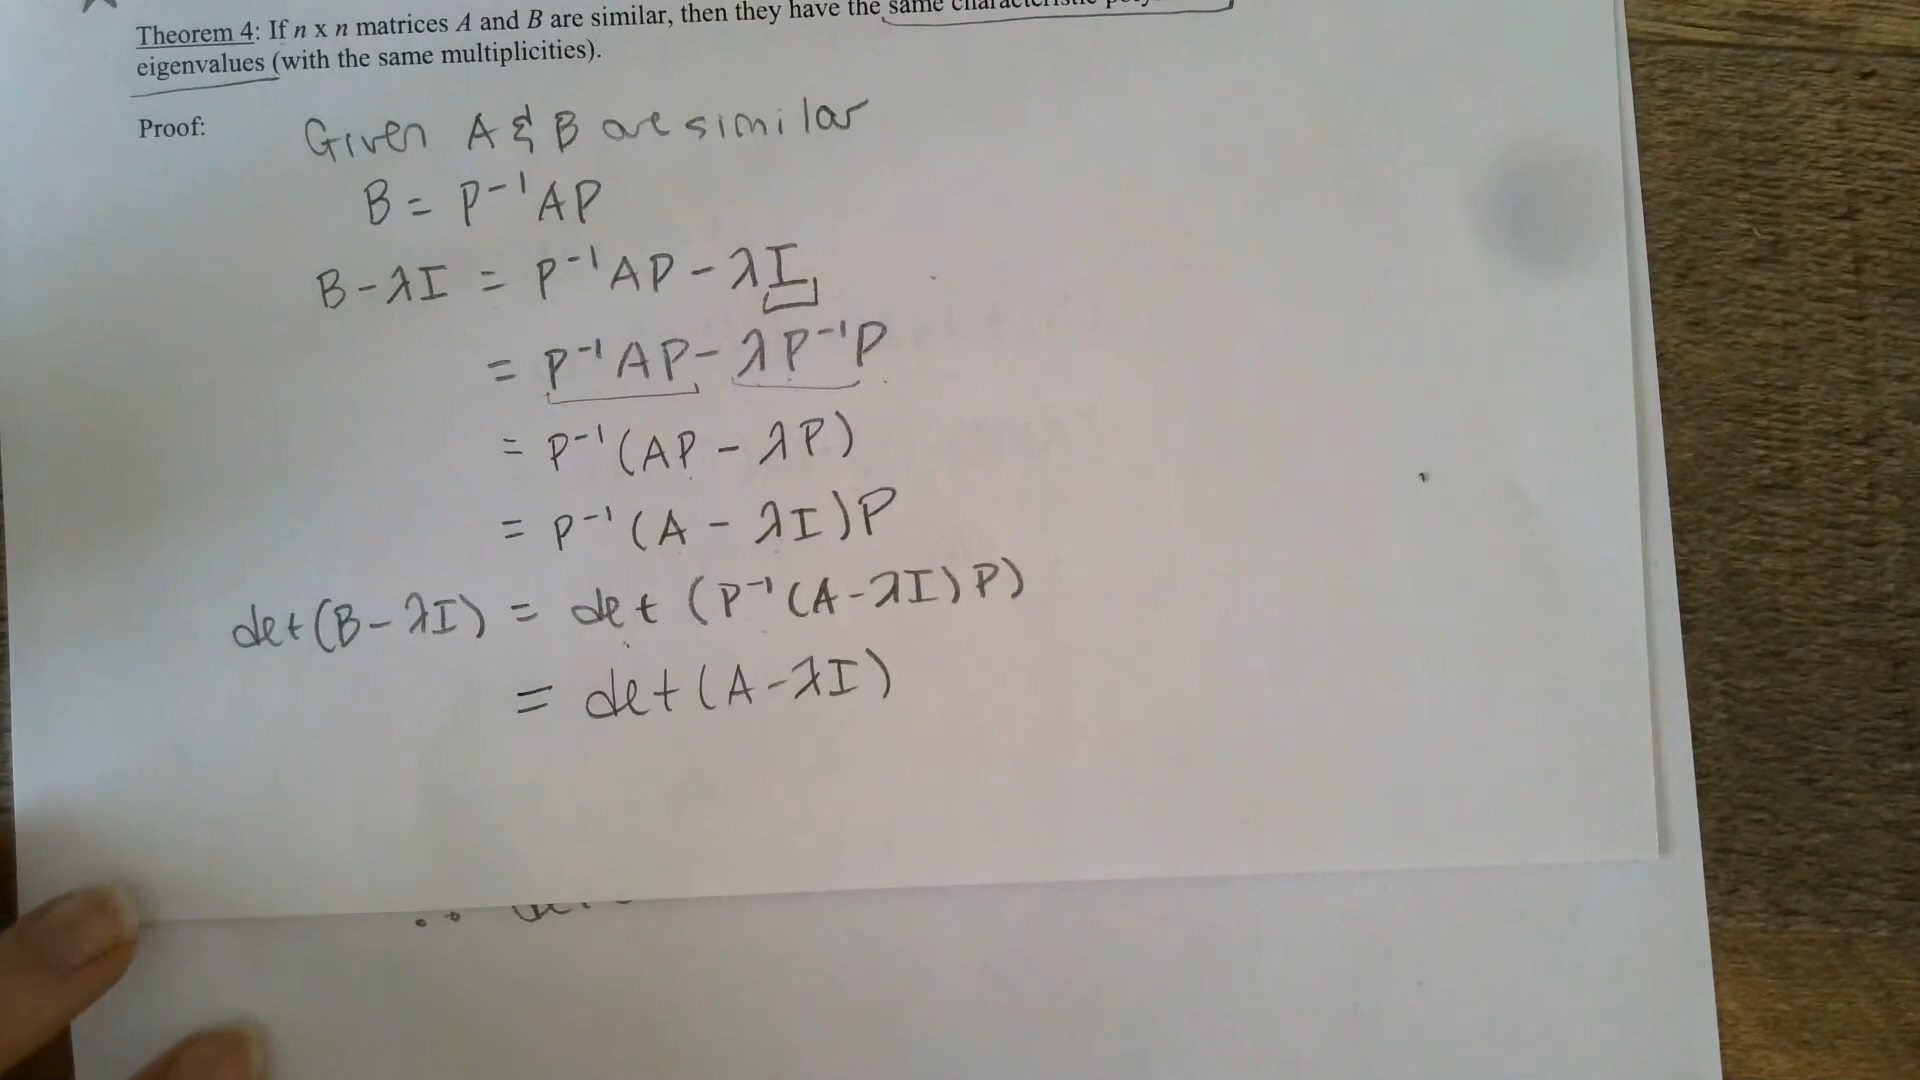 Theorem 4: If n x n matrices A and B are similar, then they have the same characteristic
eigenvalues (with the same multiplicities).
Proof: Given A & B are similar
B = P⁻¹AP
B - λI = P⁻¹AP - λI
= P⁻¹AP - λP⁻¹P
= P⁻¹(AP - λP)
= P⁻¹(A - λI)P
det(B - λI) = det (P⁻¹(A - λI)P)
= det(A - λI)